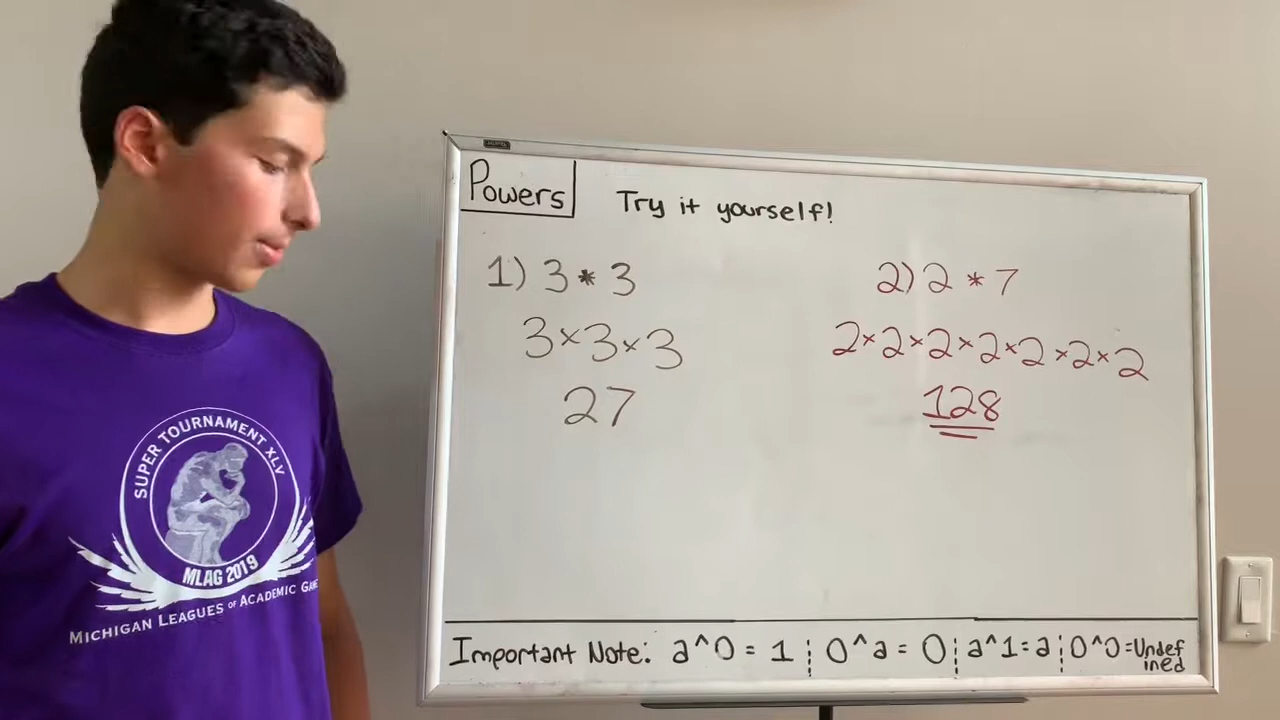 Powers
Try it yourself!
1) 3 * 3
3×3×3
27
2) 2 * 7
2×2×2×2×2×2×2
128
Important Note: a^0 = 1 ¦ 0^a = 0 ¦ a^1=a ¦ 0^0=Undef
ined
SUPER TOURNAMENT XLV
MLAG 2019
MICHIGAN LEAGUES OF ACADEMIC